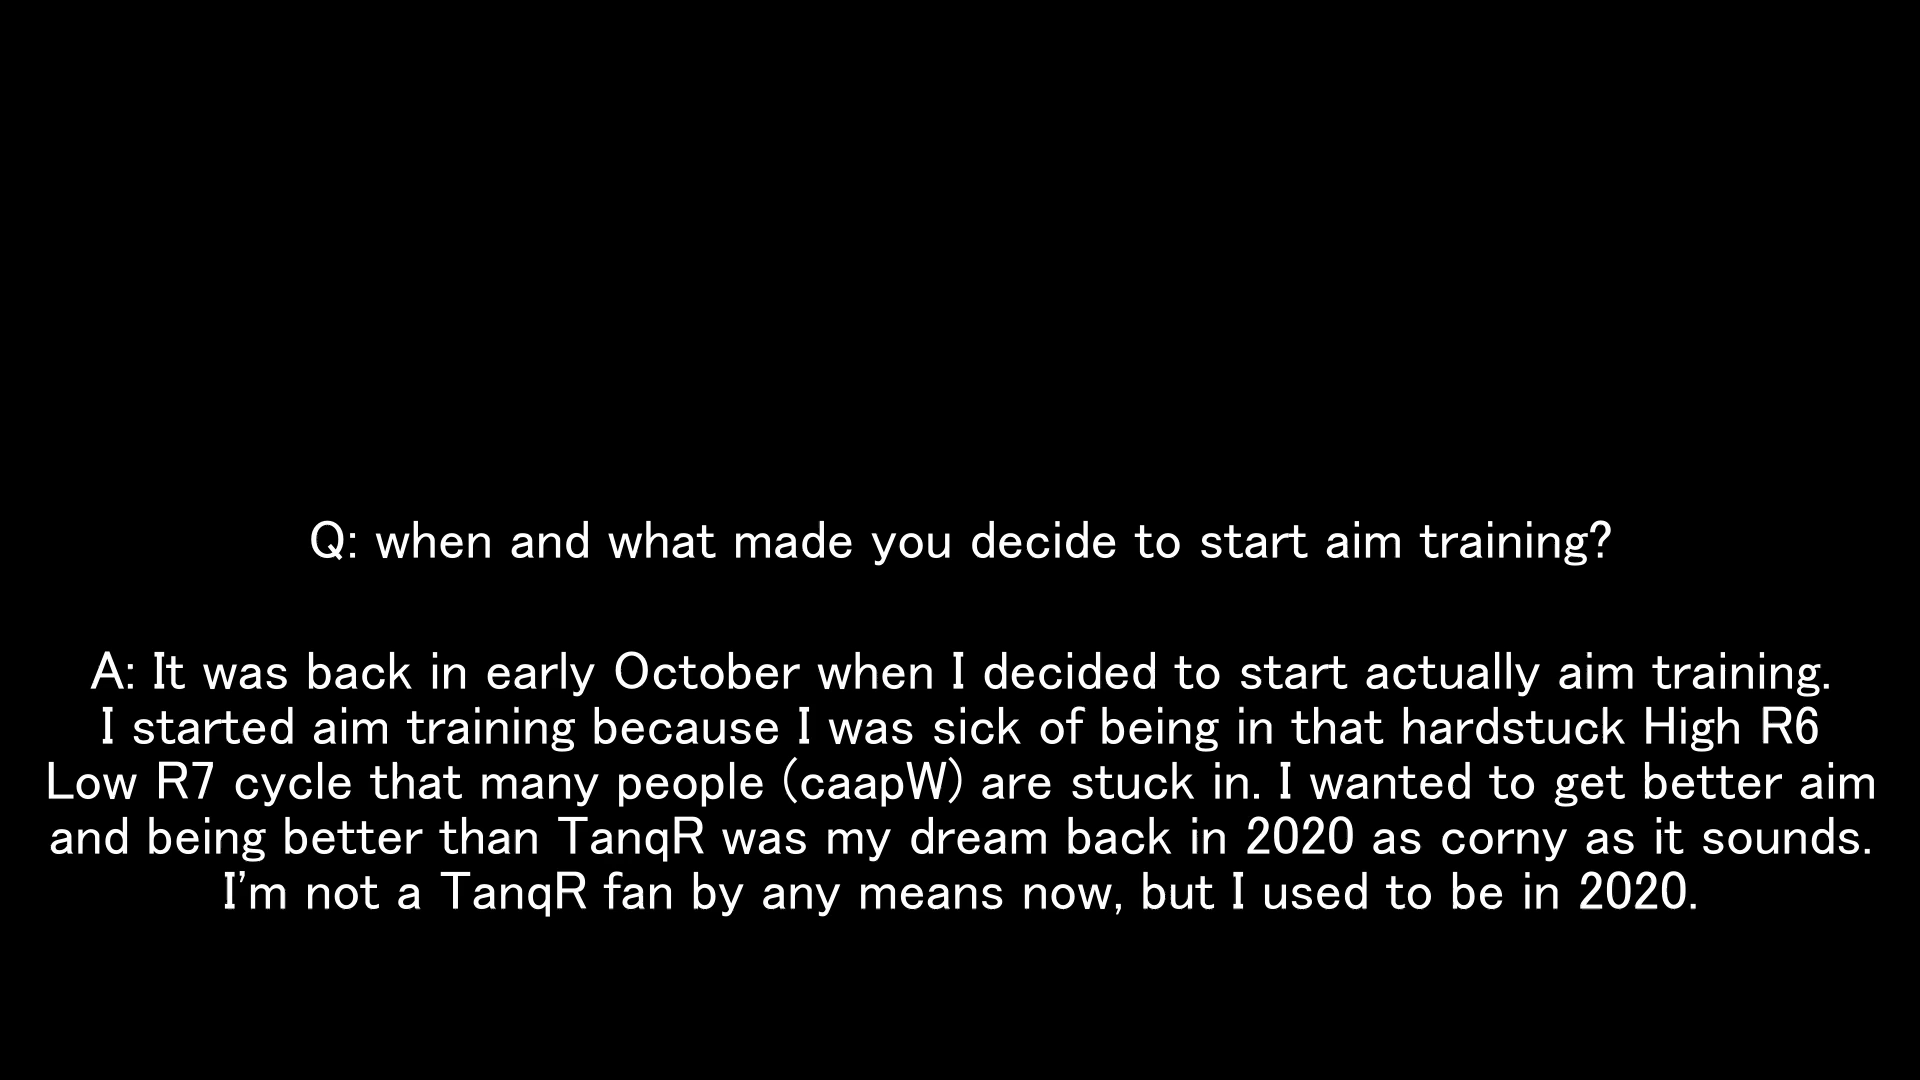 Q: when and what made you decide to start aim training?
A: It was back in early October when I decided to start actually aim training.
I started aim training because I was sick of being in that hardstuck High R6
Low R7 cycle that many people (caapW) are stuck in. I wanted to get better aim
and being better than TanqR was my dream back in 2020 as corny as it sounds.
I’m not a TanqR fan by any means now, but I used to be in 2020.